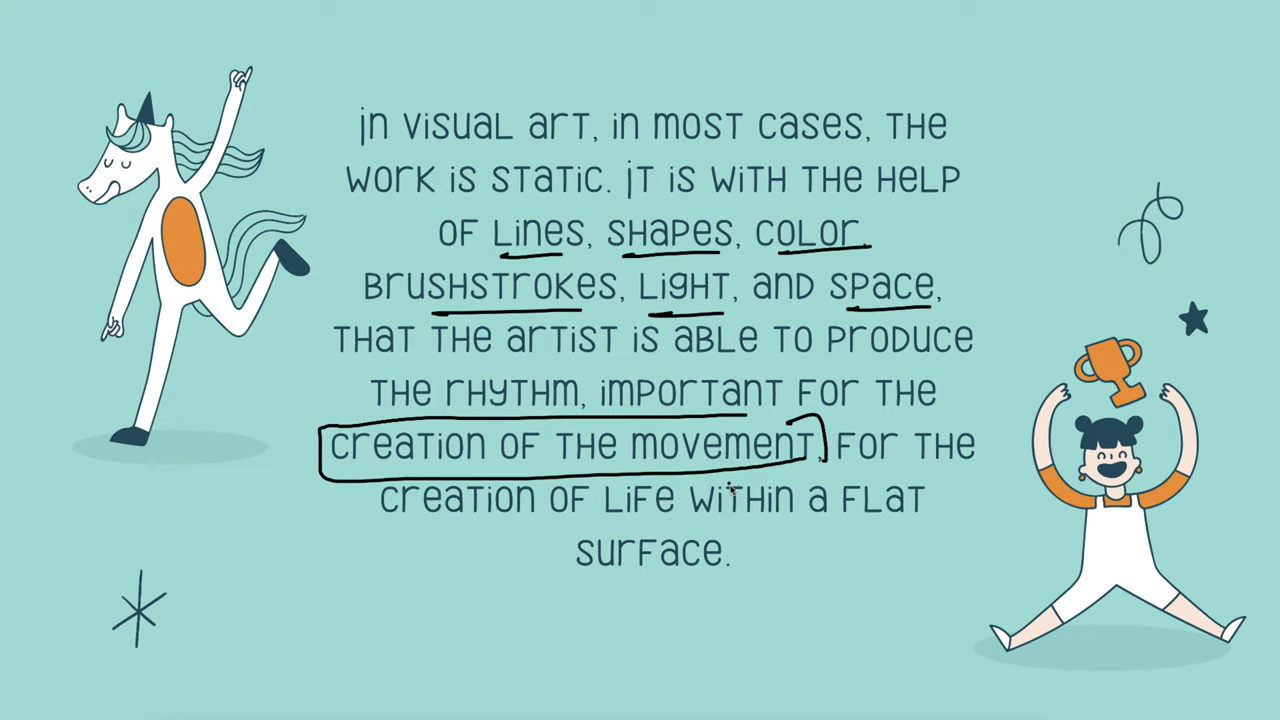 In visual art, in most cases, the
work is static. It is with the help
of lines, shapes, color,
brushstrokes, light, and space,
that the artist is able to produce
the rhythm, important for the
creation of the movement, for the
creation of life within a flat
surface.